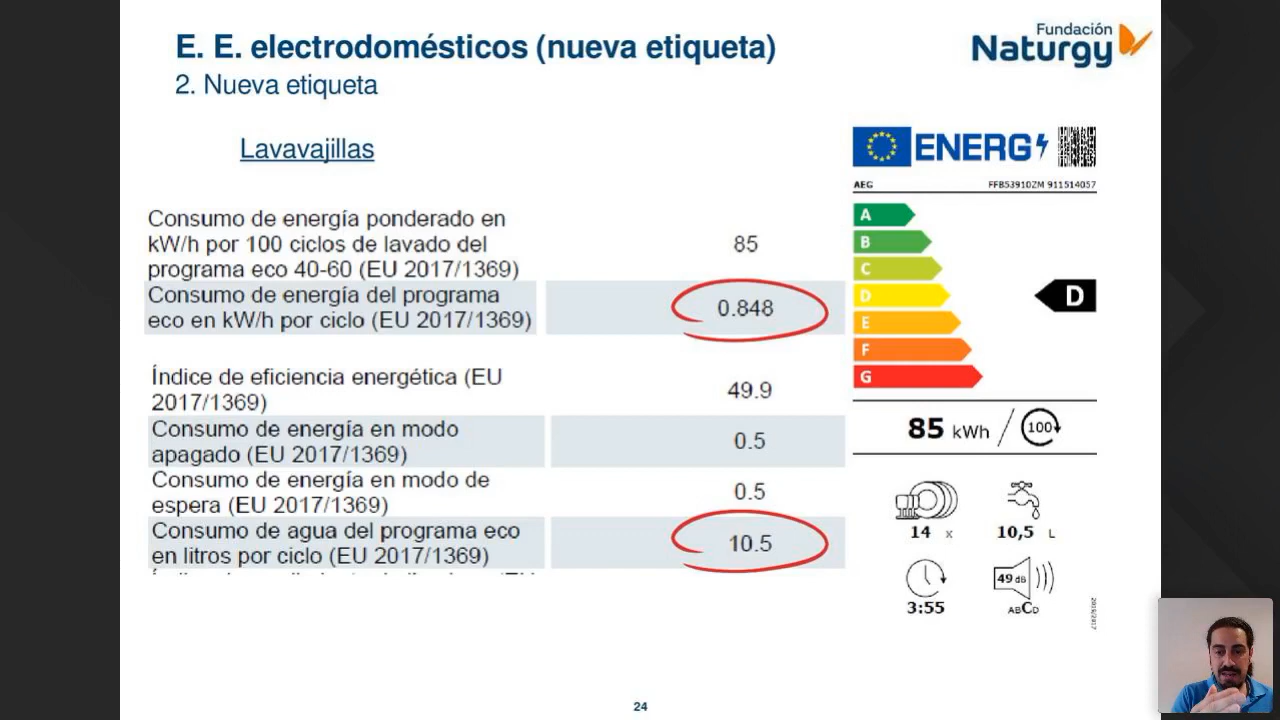 E. E. electrodomésticos (nueva etiqueta)
2. Nueva etiqueta
Fundación
Naturgy
Lavavajillas
Consumo de energía ponderado en
kW/h por 100 ciclos de lavado del
programa eco 40-60 (EU 2017/1369)
85
Consumo de energía del programa
eco en kW/h por ciclo (EU 2017/1369)
0.848
Índice de eficiencia energética (EU
2017/1369)
49.9
Consumo de energía en modo
apagado (EU 2017/1369)
0.5
Consumo de energía en modo de
espera (EU 2017/1369)
0.5
Consumo de agua del programa eco
en litros por ciclo (EU 2017/1369)
10.5
ENERG
AEG FFB53910ZM 911514057
A
B
C
D
D
E
F
G
85 kWh / 100
14 x
10,5 L
3:55
49 dB
ABCD
2019/2017
24